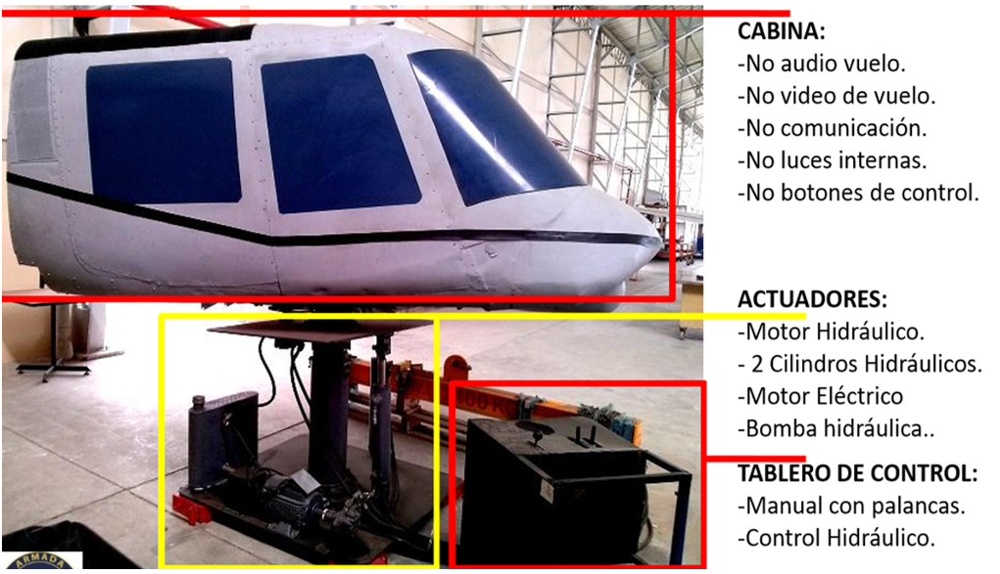 CABINA:
-No audio vuelo.
-No video de vuelo.
-No comunicación.
-No luces internas.
-No botones de control.
ACTUADORES:
-Motor Hidráulico.
- 2 Cilindros Hidráulicos.
-Motor Eléctrico
-Bomba hidráulica..
TABLERO DE CONTROL:
-Manual con palancas.
-Control Hidráulico.
ARMADA